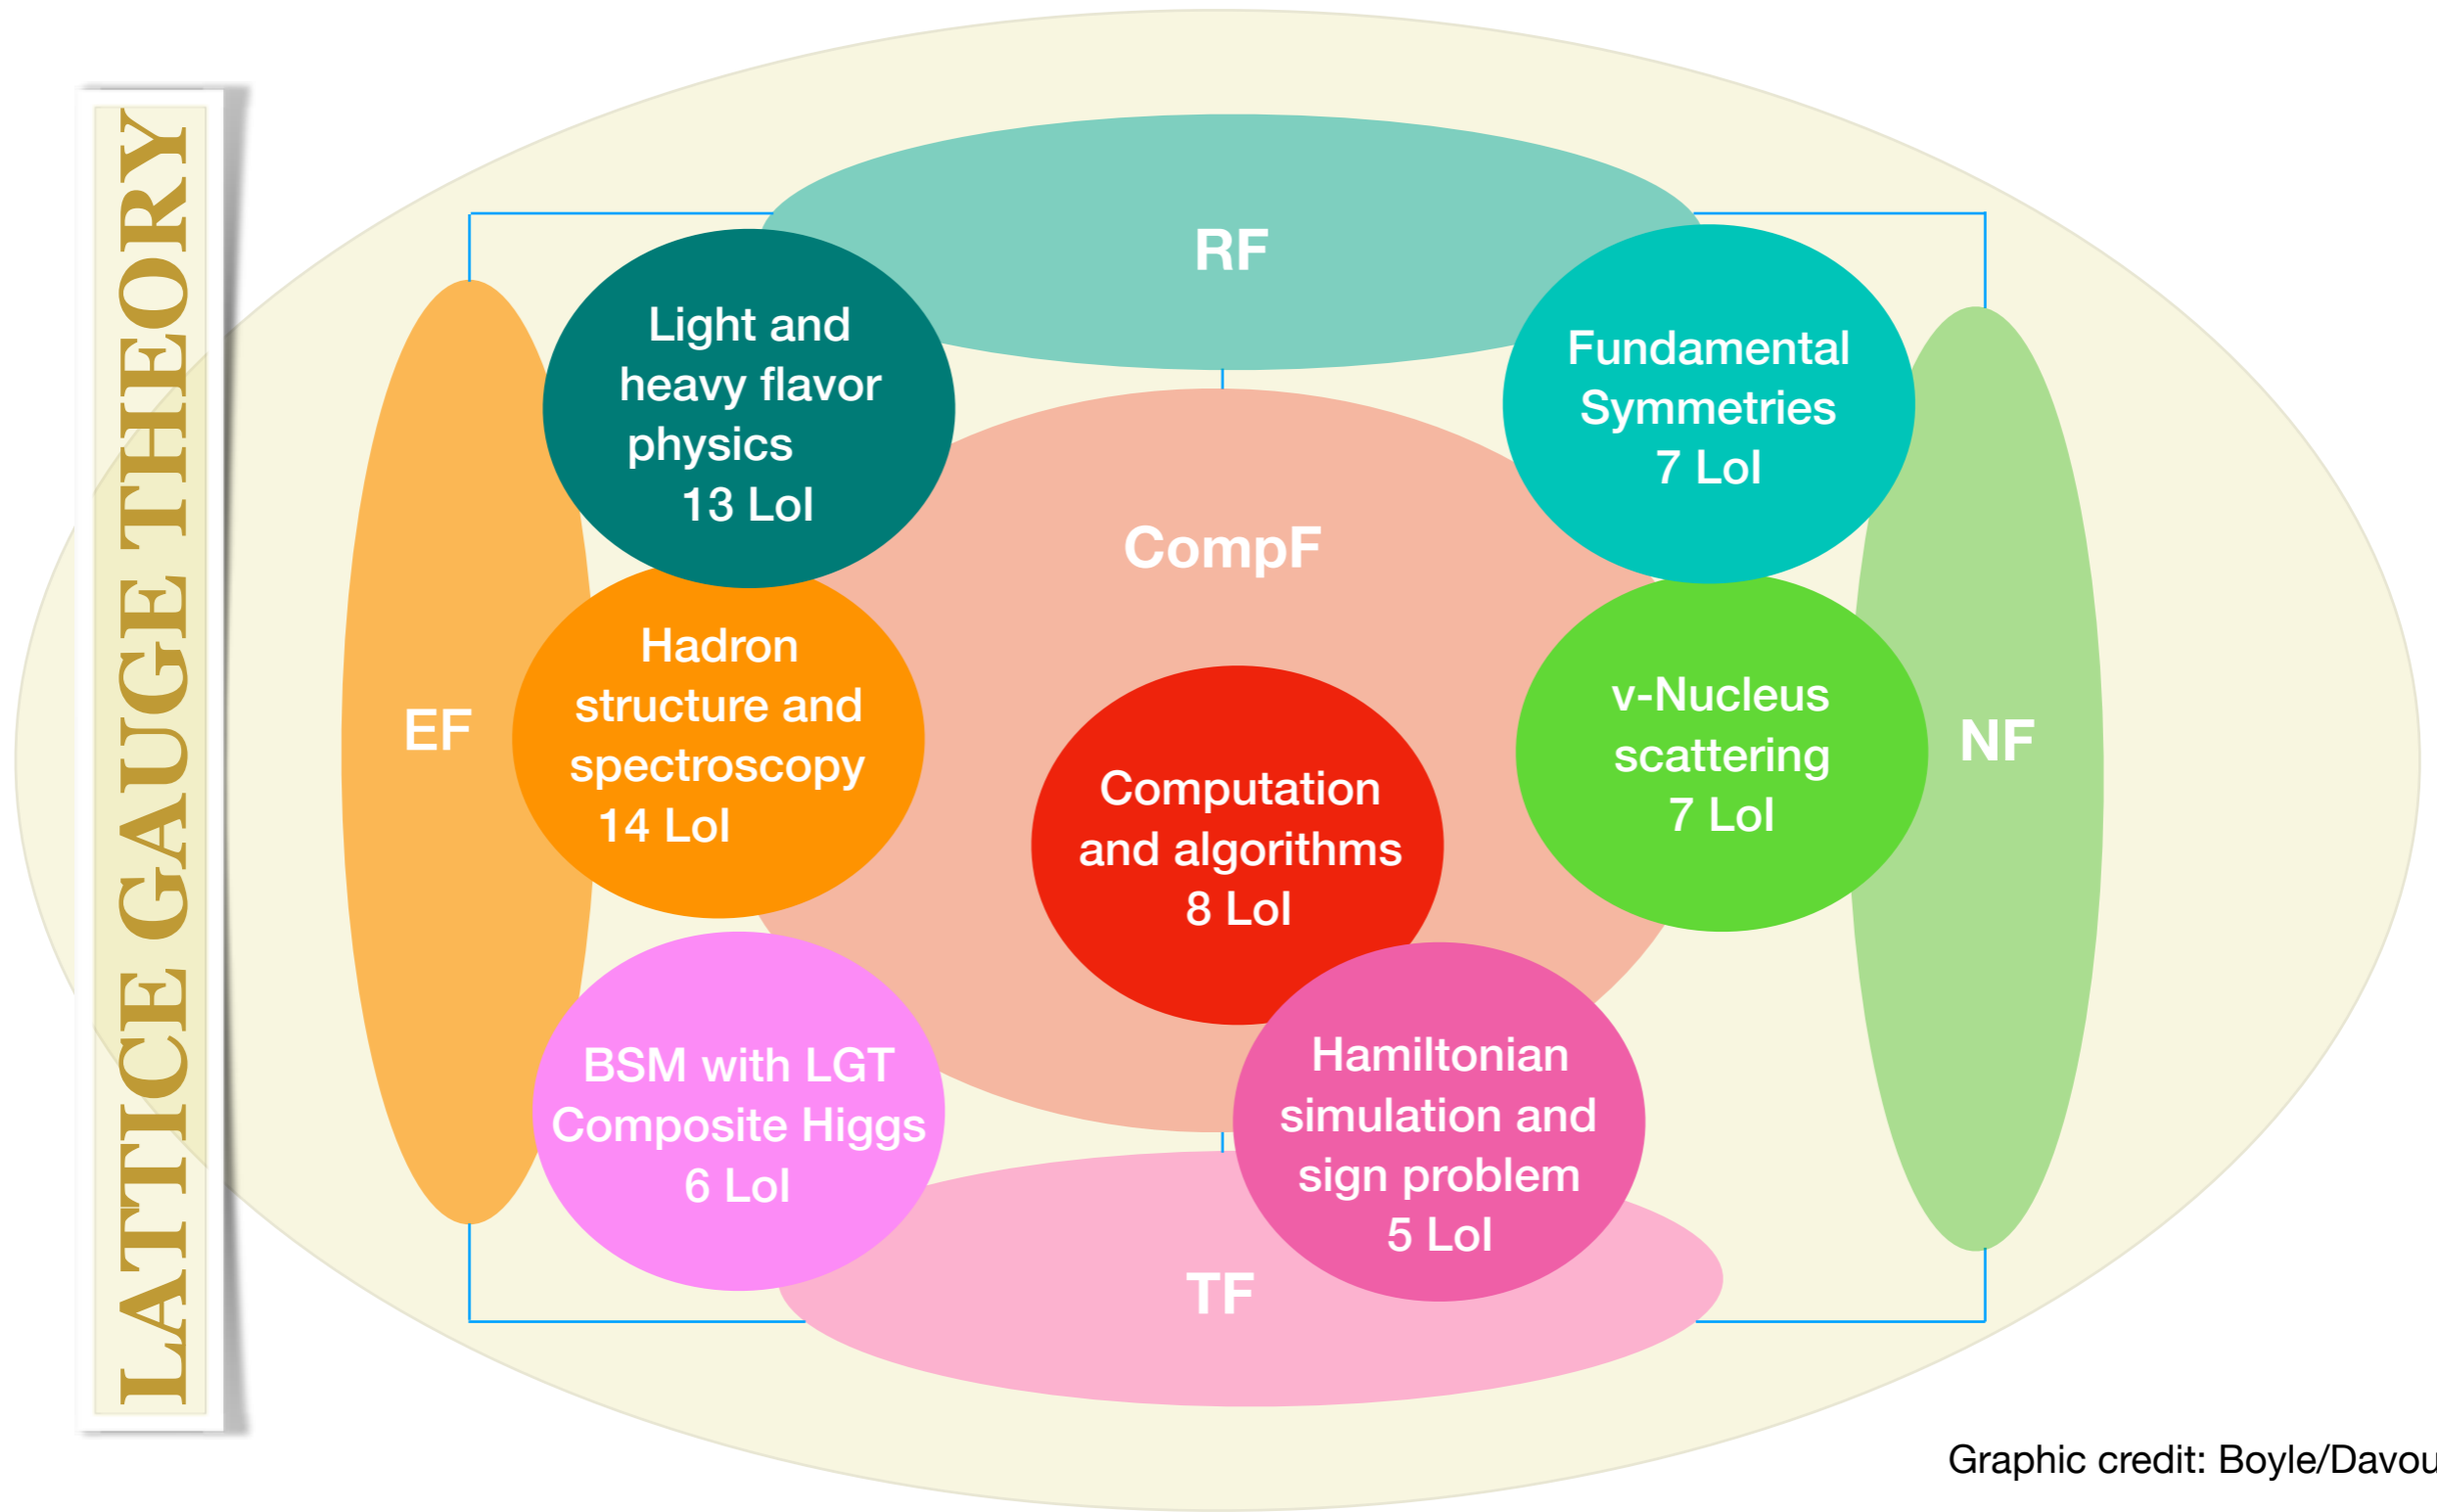 LATTICE GAUGE THEORY
RF
Light and
heavy flavor
physics
13 LoI
Fundamental
Symmetries
7 LoI
CompF
EF
Hadron
structure and
spectroscopy
14 LoI
Computation
and algorithms
8 LoI
v-Nucleus
scattering
7 LoI
NF
BSM with LGT
Composite Higgs
6 LoI
Hamiltonian
simulation and
sign problem
5 LoI
TF
Graphic credit: Boyle/Davou